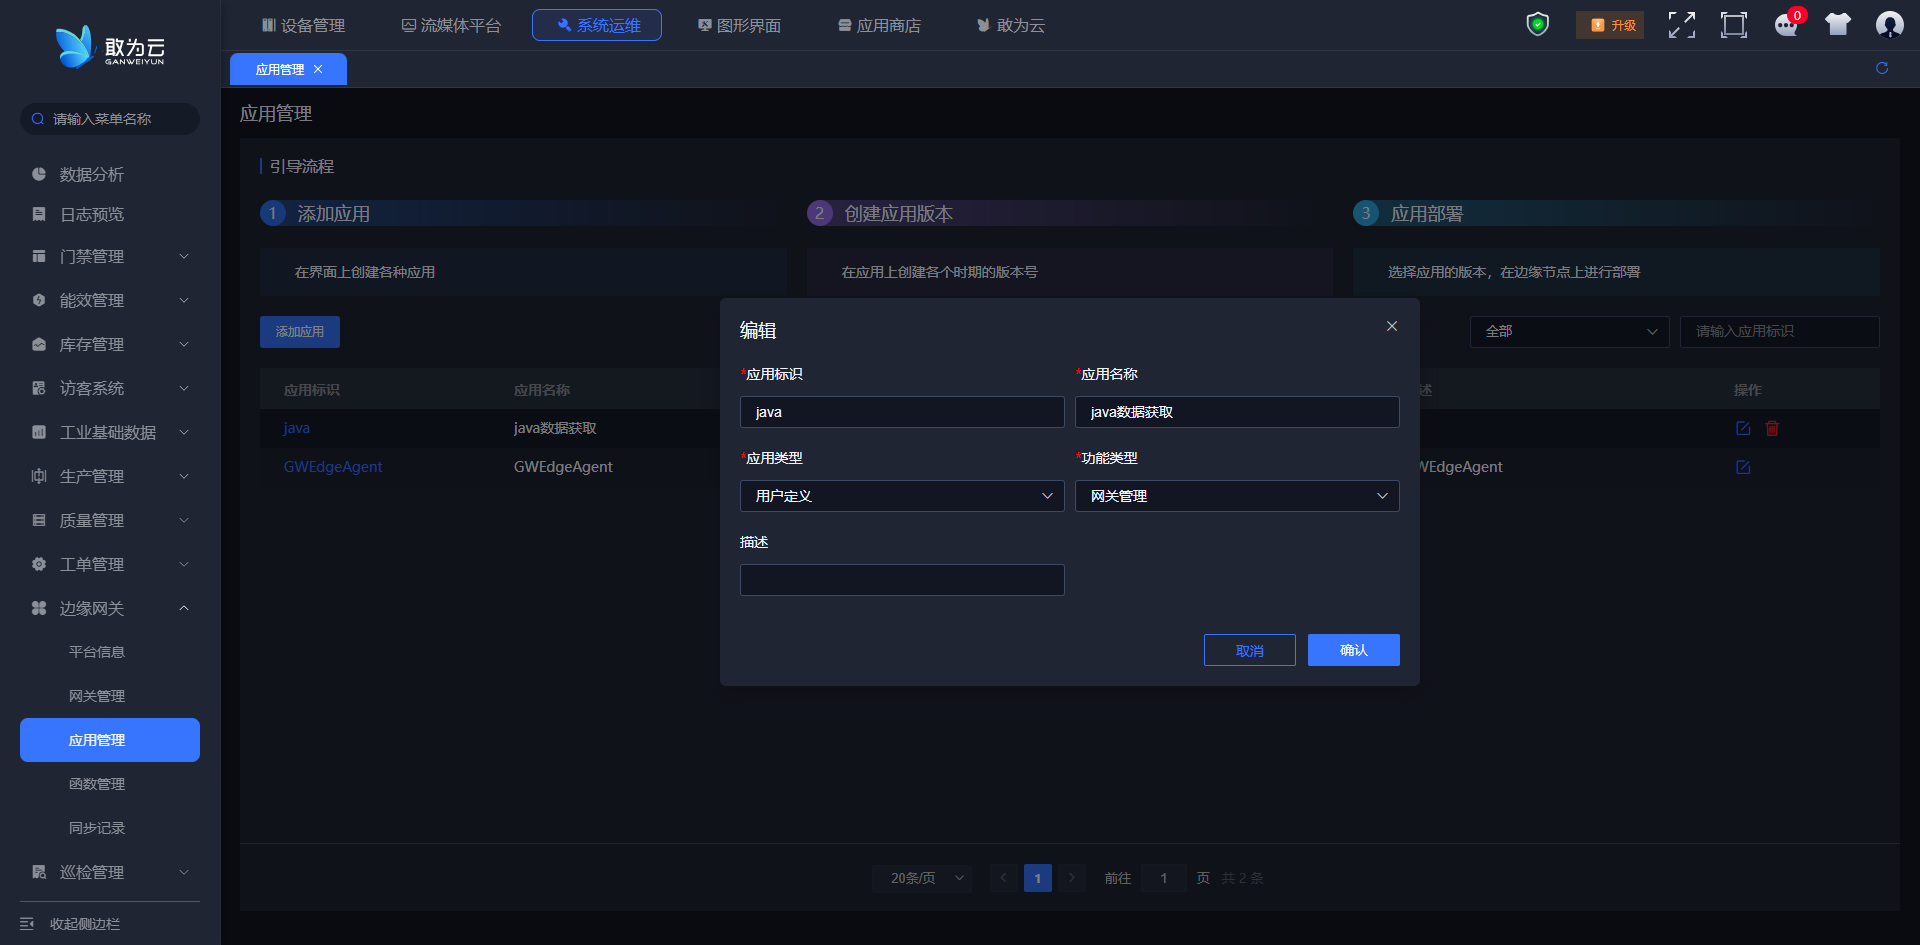 敢为云
GANWEIYUN
设备管理
流媒体平台
系统运维
图形界面
应用商店
敢为云
升级
0
应用管理
请输入菜单名称
数据分析
日志预览
门禁管理
能效管理
库存管理
访客系统
工业基础数据
生产管理
质量管理
工单管理
边缘网关
平台信息
网关管理
应用管理
函数管理
同步记录
巡检管理
收起侧边栏
应用管理
引导流程
1 添加应用
2 创建应用版本
3 应用部署
在界面上创建各种应用
在应用上创建各个时期的版本号
选择应用的版本，在边缘节点上进行部署
添加应用
全部
请输入应用标识
应用标识 应用名称 述 操作
java java数据获取
GWEdgeAgent GWEdgeAgent WEdgeAgent
编辑
*应用标识 *应用名称
java java数据获取
*应用类型 *功能类型
用户定义 网关管理
描述
取消 确认
20条/页 1 前往 1 页 共 2 条